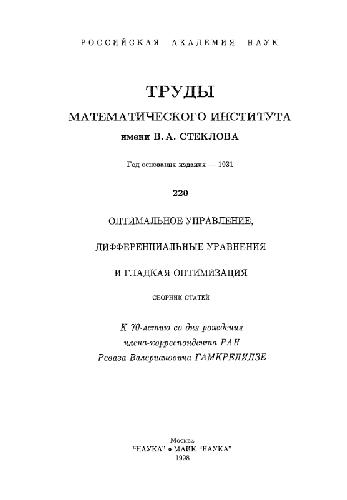 РОССИЙСКАЯ АКАДЕМИЯ НАУК
ТРУДЫ
МАТЕМАТИЧЕСКОГО ИНСТИТУТА
имени В.А. СТЕКЛОВА
Год основания издания — 1931
220
ОПТИМАЛЬНОЕ УПРАВЛЕНИЕ,
ДИФФЕРЕНЦИАЛЬНЫЕ УРАВНЕНИЯ
И ГЛАДКАЯ ОПТИМИЗАЦИЯ
СБОРНИК СТАТЕЙ
К 70-летию со дня рождения
члена-корреспондента РАН
Реваза Валериановича ГАМКРЕЛИДЗЕ
Москва
"НАУКА" • МАИК "НАУКА"
1998